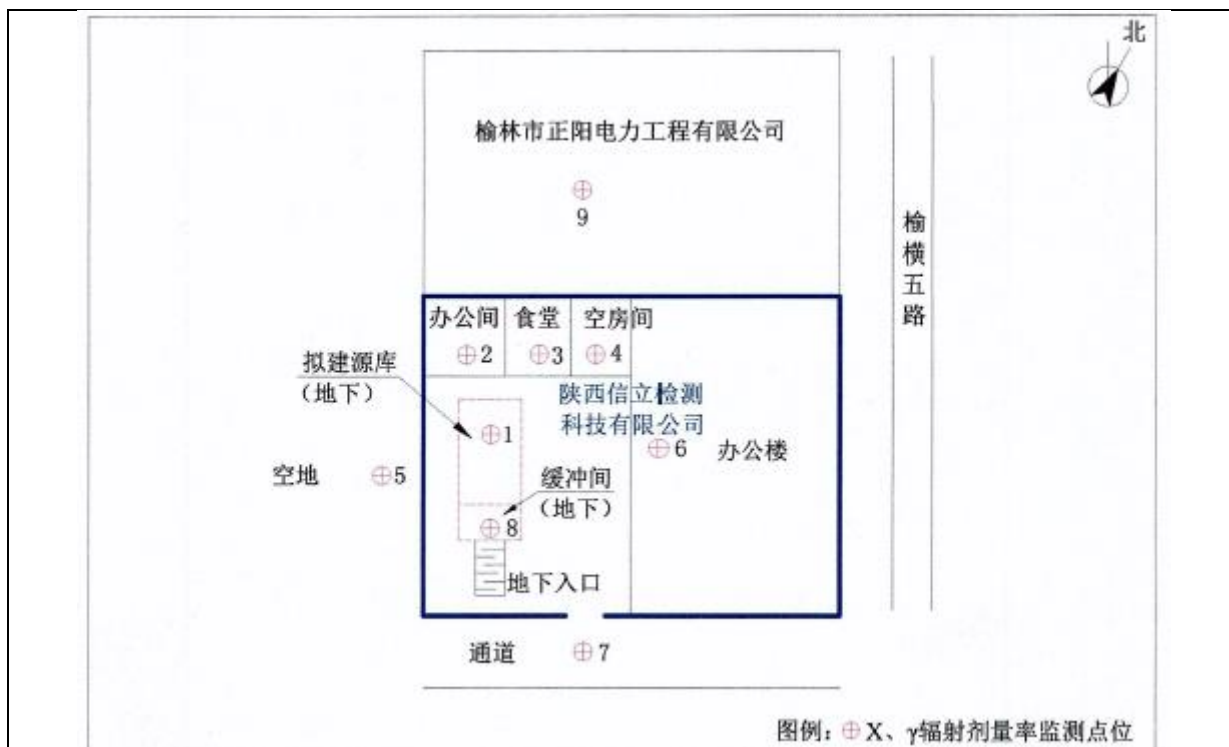 北
榆林市正阳电力工程有限公司
9
榆横五路
办公间 食堂 空房间
2 3 4
拟建源库
（地下）
陕西信立检测
科技有限公司
1
6 办公楼
空地 5
缓冲间
（地下）
8
地下入口
通道 7
图例：X、γ辐射剂量率监测点位